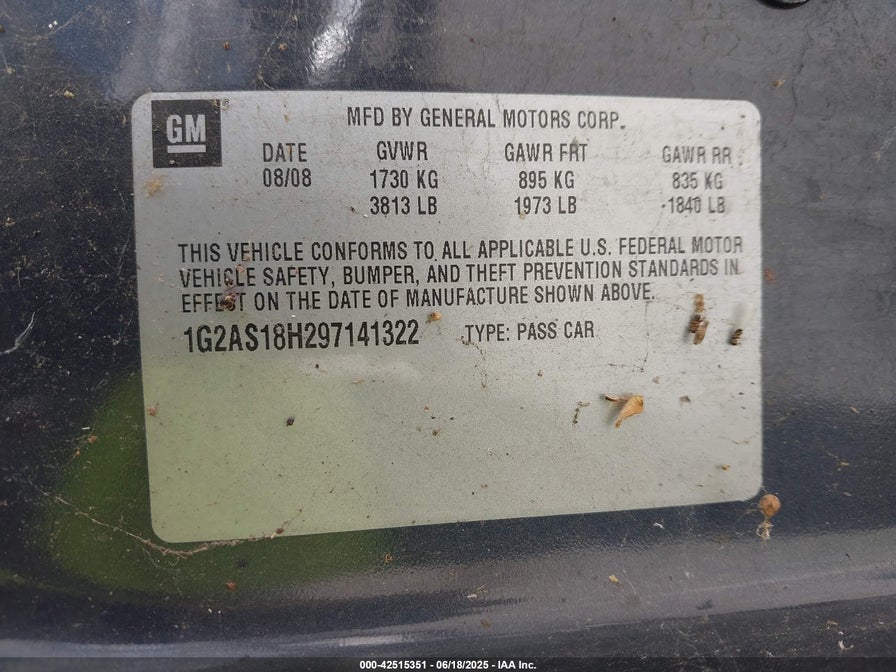 GM
MFD BY GENERAL MOTORS CORP.
DATE GVWR GAWR FRT GAWR RR
08/08 1730 KG 895 KG 835 KG
3813 LB 1973 LB 1840 LB
THIS VEHICLE CONFORMS TO ALL APPLICABLE U.S. FEDERAL MOTOR
VEHICLE SAFETY, BUMPER, AND THEFT PREVENTION STANDARDS IN
EFFECT ON THE DATE OF MANUFACTURE SHOWN ABOVE.
1G2AS18H297141322 TYPE: PASS CAR
000-42515351 - 06/18/2025 - IAA Inc.